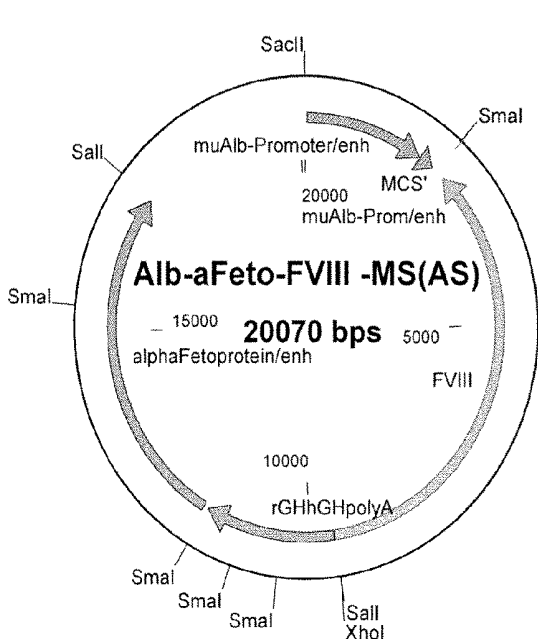 SacII
SmaI
muAlb-Promoter/enh
SalI
MCS'
20000
muAlb-Prom/enh
Alb-aFeto-FVIII -MS(AS)
SmaI
15000
20070 bps
5000
alphaFetoprotein/enh
FVIII
10000
rGHhGHpolyA
SmaI
SmaI
SmaI
SalI
XhoI